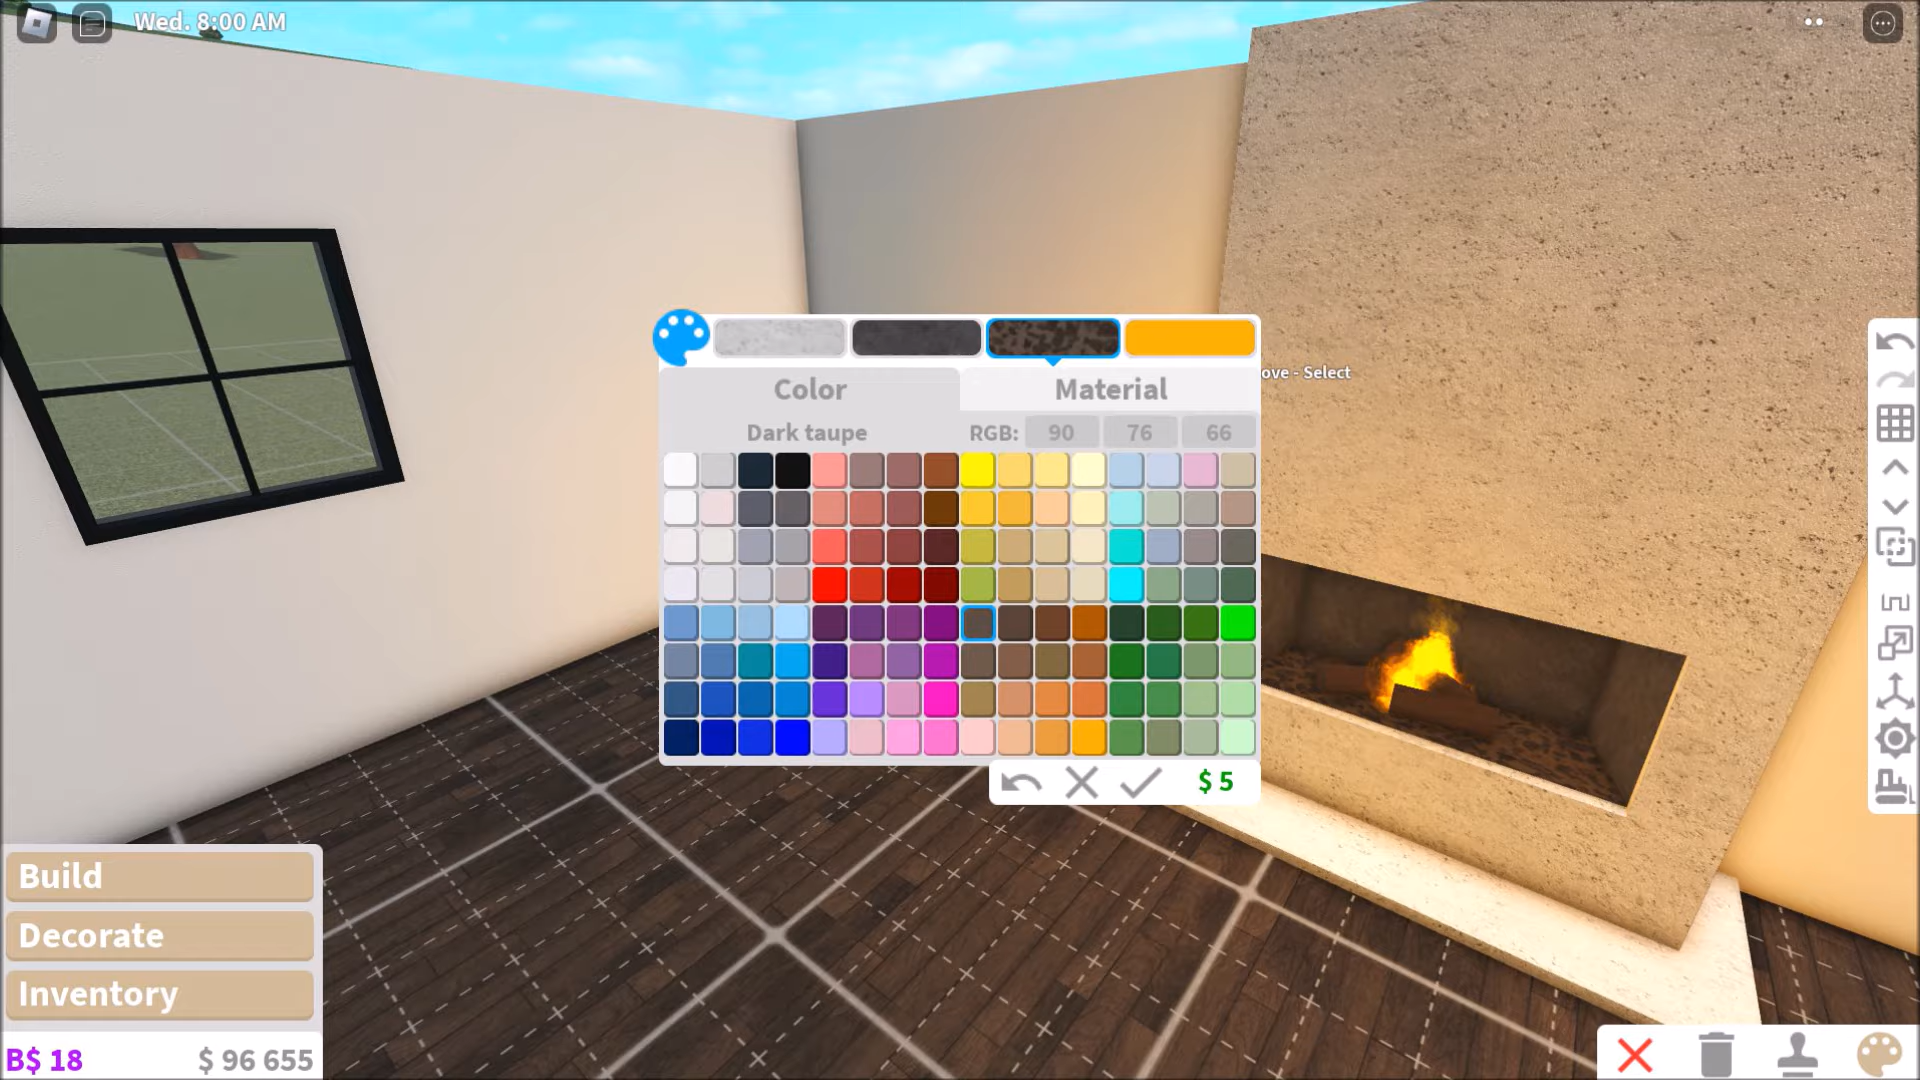 Wed. 8:00 AM
ove - Select
Color
Material
Dark taupe
RGB: 90 76 66
$ 5
Build
Decorate
Inventory
B$ 18
$ 96 655